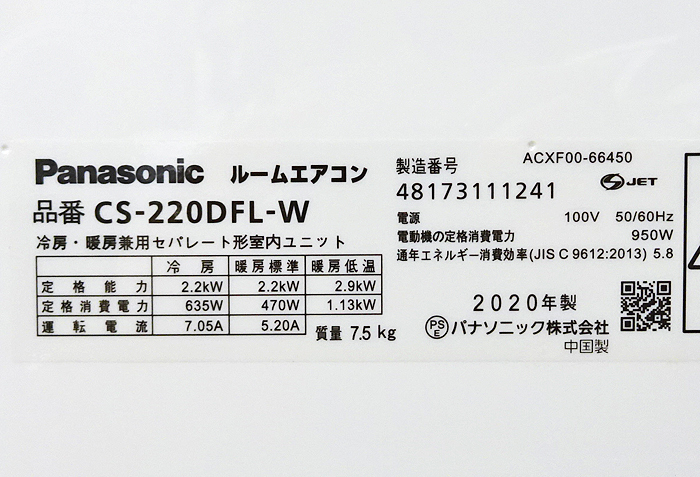 Panasonic ルームエアコン
品番 CS-220DFL-W
冷房・暖房兼用セパレート形室内ユニット
冷房 暖房標準 暖房低温
定格能力 2.2kW 2.2kW 2.9kW
定格消費電力 635W 470W 1.13kW
運転電流 7.05A 5.20A
質量 7.5 kg
ACXF00-66450
製造番号
48173111241
S JET
電源 100V 50/60Hz
電動機の定格消費電力 950W
通年エネルギー消費効率(JIS C 9612:2013) 5.8
2020年製
PSE パナソニック株式会社
中国製